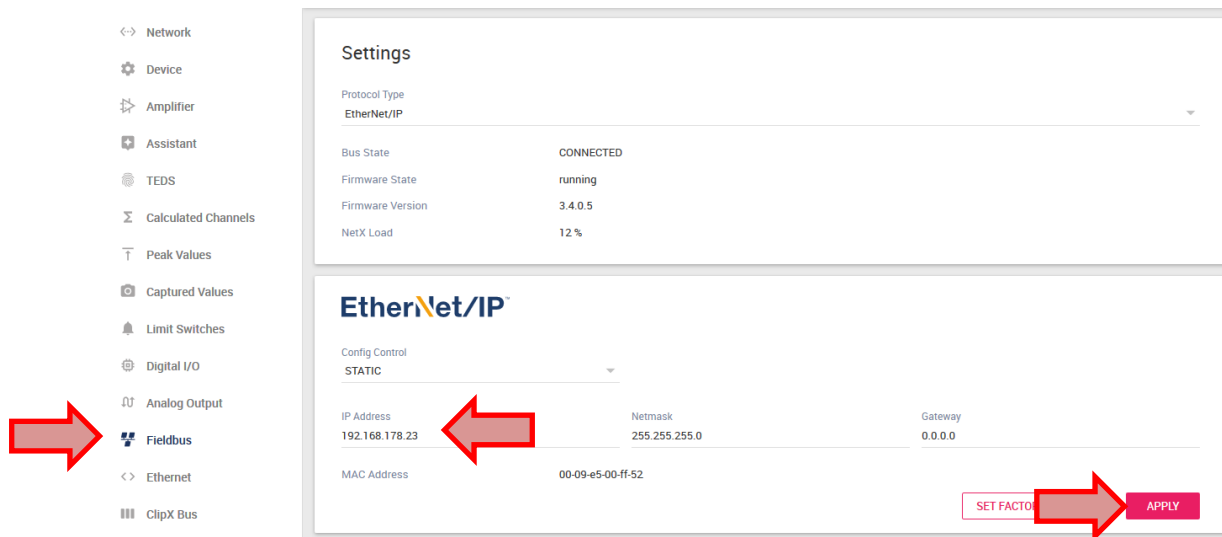 Network
Device
Amplifier
Assistant
TEDS
Calculated Channels
Peak Values
Captured Values
Limit Switches
Digital I/O
Analog Output
Fieldbus
Ethernet
ClipX Bus
Settings
Protocol Type
EtherNet/IP
Bus State CONNECTED
Firmware State running
Firmware Version 3.4.0.5
NetX Load 12 %
EtherNet/IP™
Config Control
STATIC
IP Address Netmask Gateway
192.168.178.23 255.255.255.0 0.0.0.0
MAC Address 00-09-e5-00-ff-52
SET APPLY